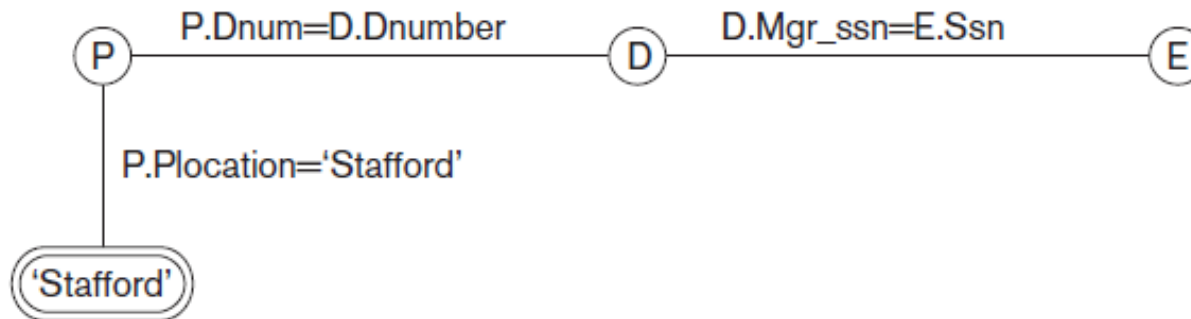 P.Dnum=D.Dnumber
D.Mgr_ssn=E.Ssn
P
D
E
P.Plocation=‘Stafford’
‘Stafford’